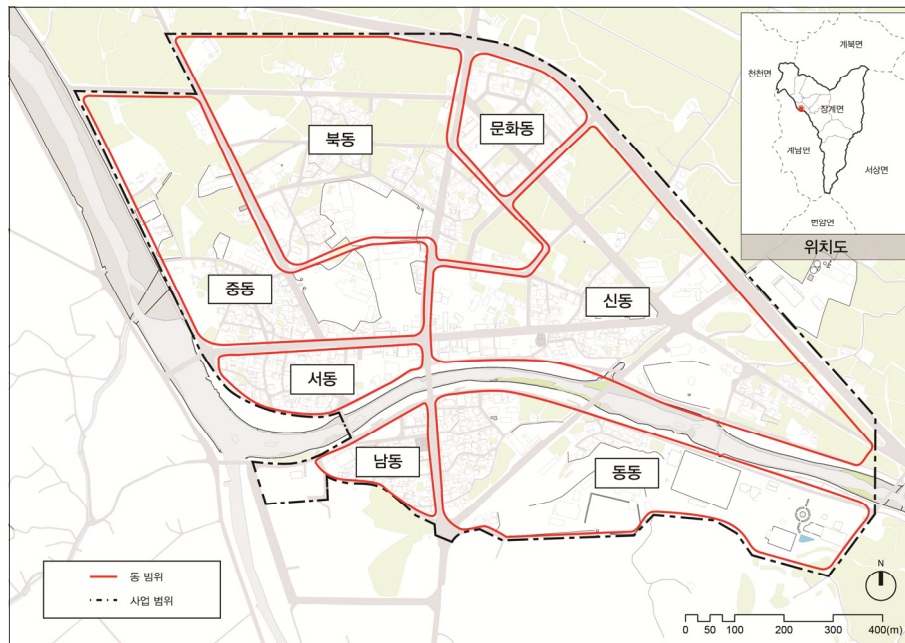 계북면
천천면
장계면
계남면
서상면
번암면
위치도
북동
문화동
중동
신동
서동
남동
동동
동 범위
사업 범위
N
0 50 100 200 300 400(m)